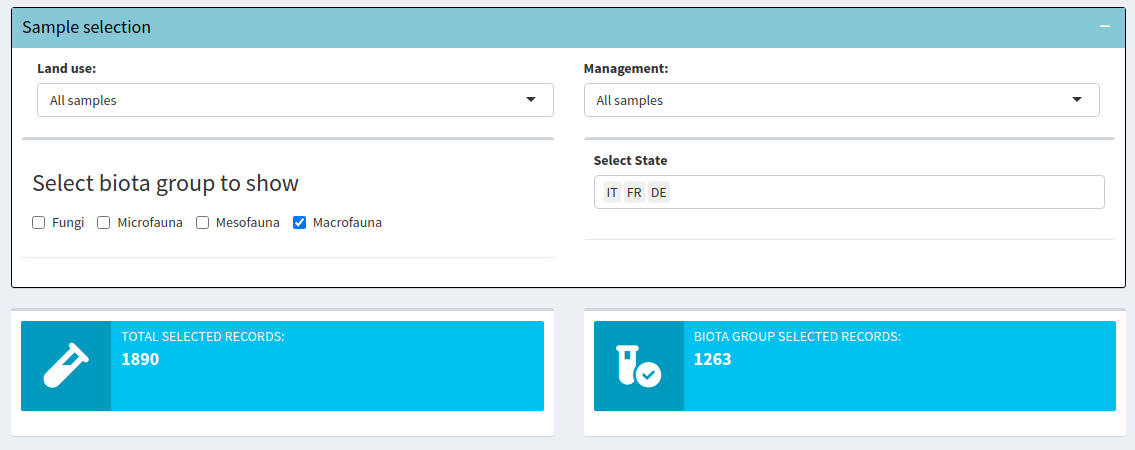 Sample selection
Land use:
All samples
Management:
All samples
Select biota group to show
Fungi Microfauna Mesofauna Macrofauna
Select State
IT FR DE
TOTAL SELECTED RECORDS:
1890
BIOTA GROUP SELECTED RECORDS:
1263